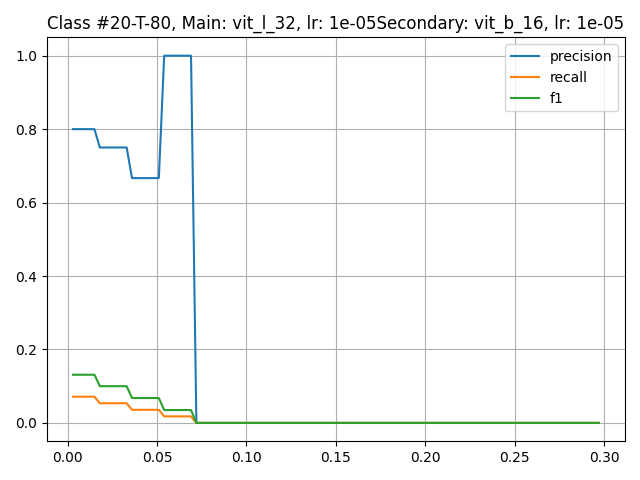 Class #20-T-80, Main: vit_l_32, lr: 1e-05Secondary: vit_b_16, lr: 1e-05
precision
recall
f1
1.0
0.8
0.6
0.4
0.2
0.0
0.00 0.05 0.10 0.15 0.20 0.25 0.30